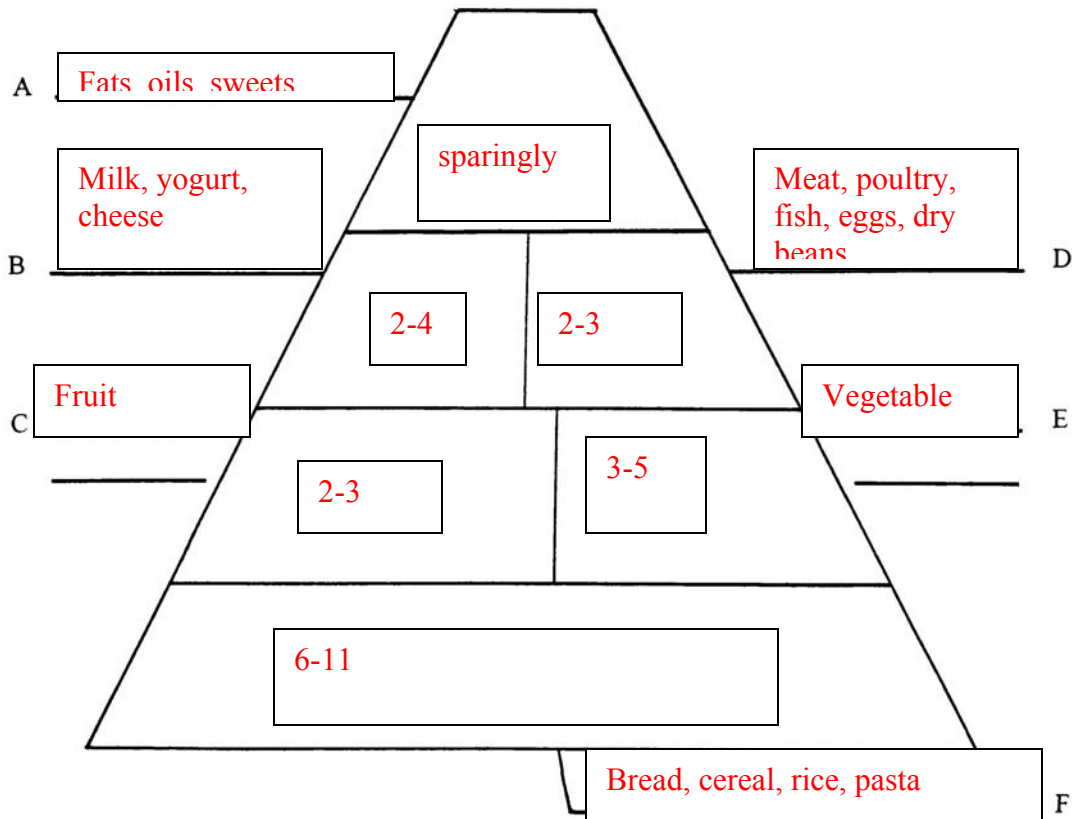 A
Fats, oils, sweets
sparingly
Milk, yogurt,
cheese
Meat, poultry,
fish, eggs, dry
beans
B
D
2-4
2-3
Fruit
Vegetable
C
E
2-3
3-5
6-11
Bread, cereal, rice, pasta
F